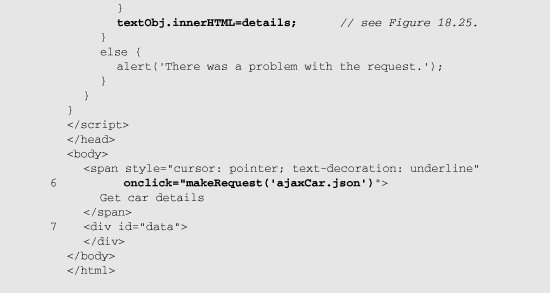 }
textObj.innerHTML=details;      // see Figure 18.25.
}
else {
alert('There was a problem with the request.');
}
}
}
</script>
</head>
<body>
<span style="cursor: pointer; text-decoration: underline"
6 onclick="makeRequest('ajaxCar.json')">
Get car details
</span>
7 <div id="data">
</div>
</body>
</html>